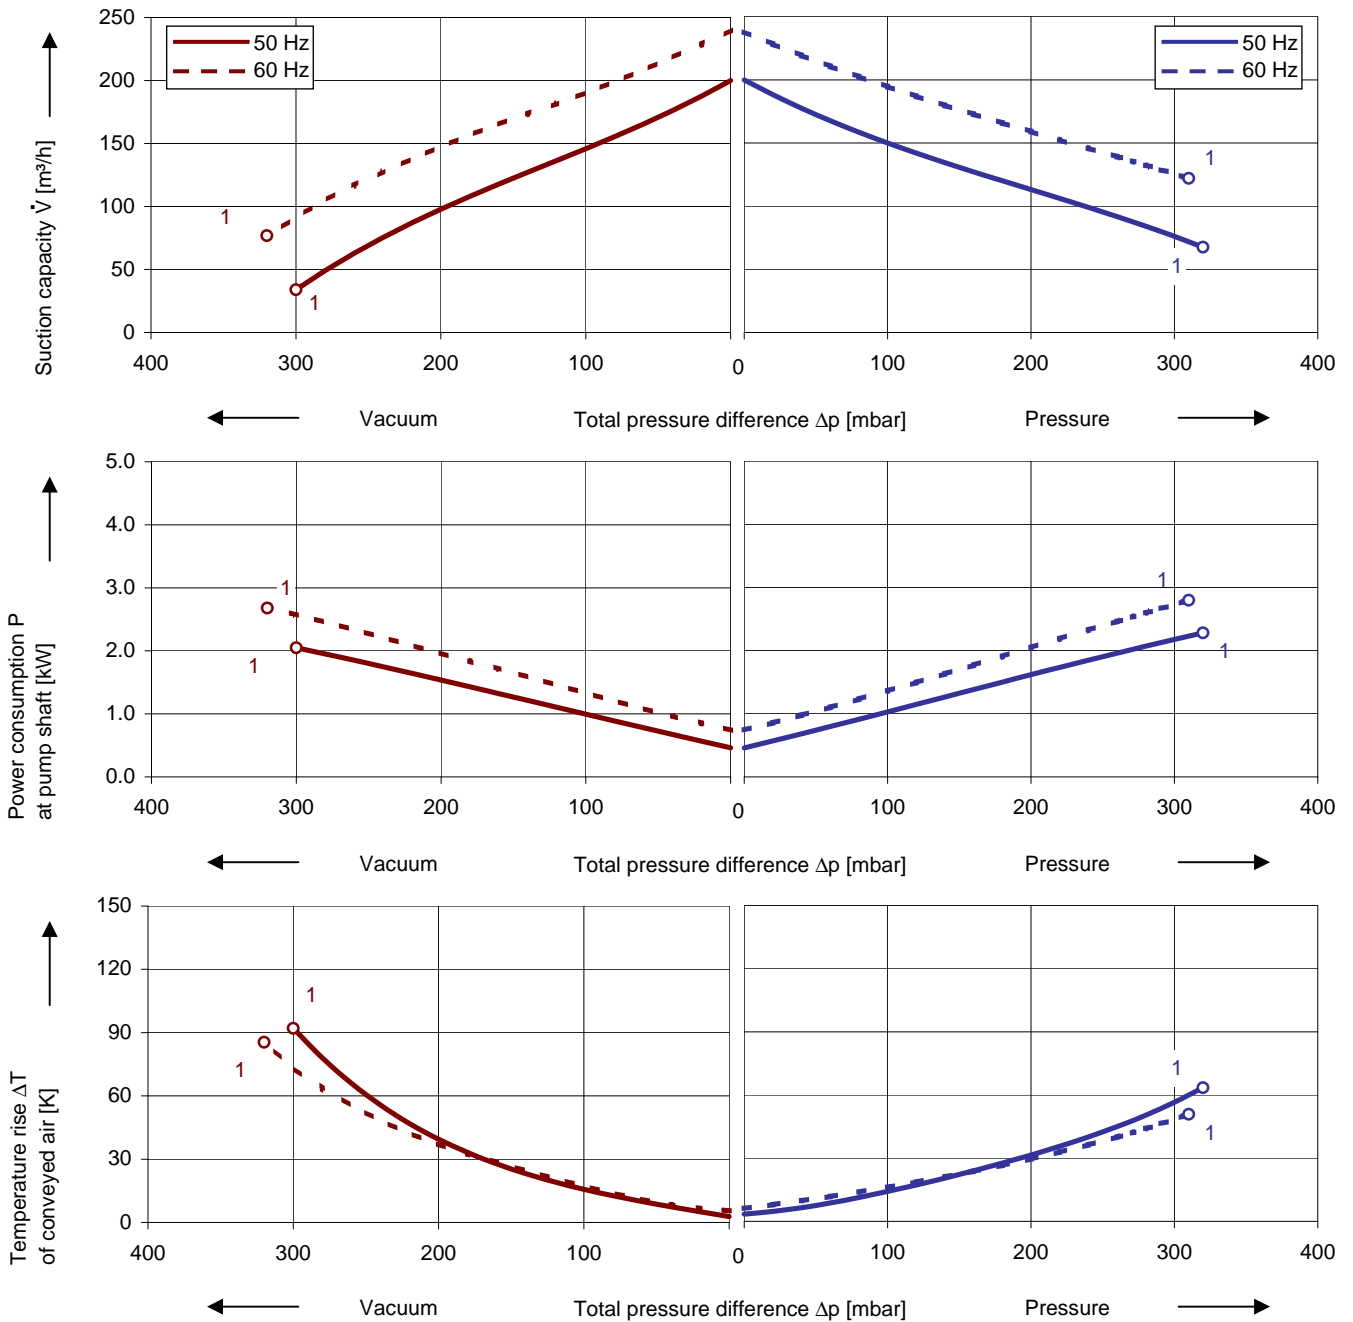 250
200
150
100
50
0
50 Hz
60 Hz
50 Hz
60 Hz
1
1
1
1
Suction capacity V̇ [m³/h]
400 300 200 100 0 100 200 300 400
Vacuum Total pressure difference Δp [mbar] Pressure
5.0
4.0
3.0
2.0
1.0
0.0
1
1
1
1
Power consumption P
at pump shaft [kW]
400 300 200 100 0 100 200 300 400
Vacuum Total pressure difference Δp [mbar] Pressure
150
120
90
60
30
0
1
1
1
1
Temperature rise ΔT
of conveyed air [K]
400 300 200 100 0 100 200 300 400
Vacuum Total pressure difference Δp [mbar] Pressure